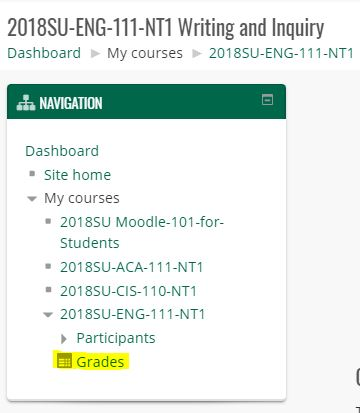 2018SU-ENG-111-NT1 Writing and Inquiry
Dashboard ▶ My courses ▶ 2018SU-ENG-111-NT1
NAVIGATION
Dashboard
Site home
My courses
2018SU Moodle-101-for-
Students
2018SU-ACA-111-NT1
2018SU-CIS-110-NT1
2018SU-ENG-111-NT1
Participants
Grades